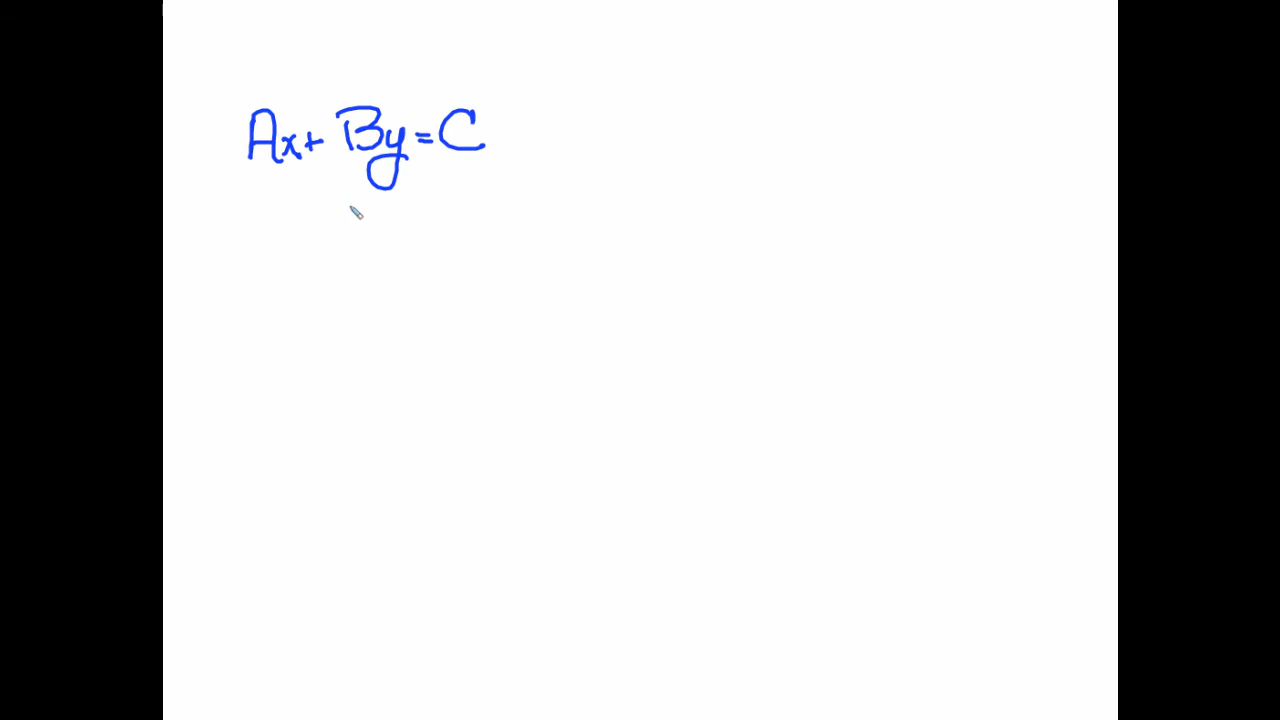 Ax + By = C